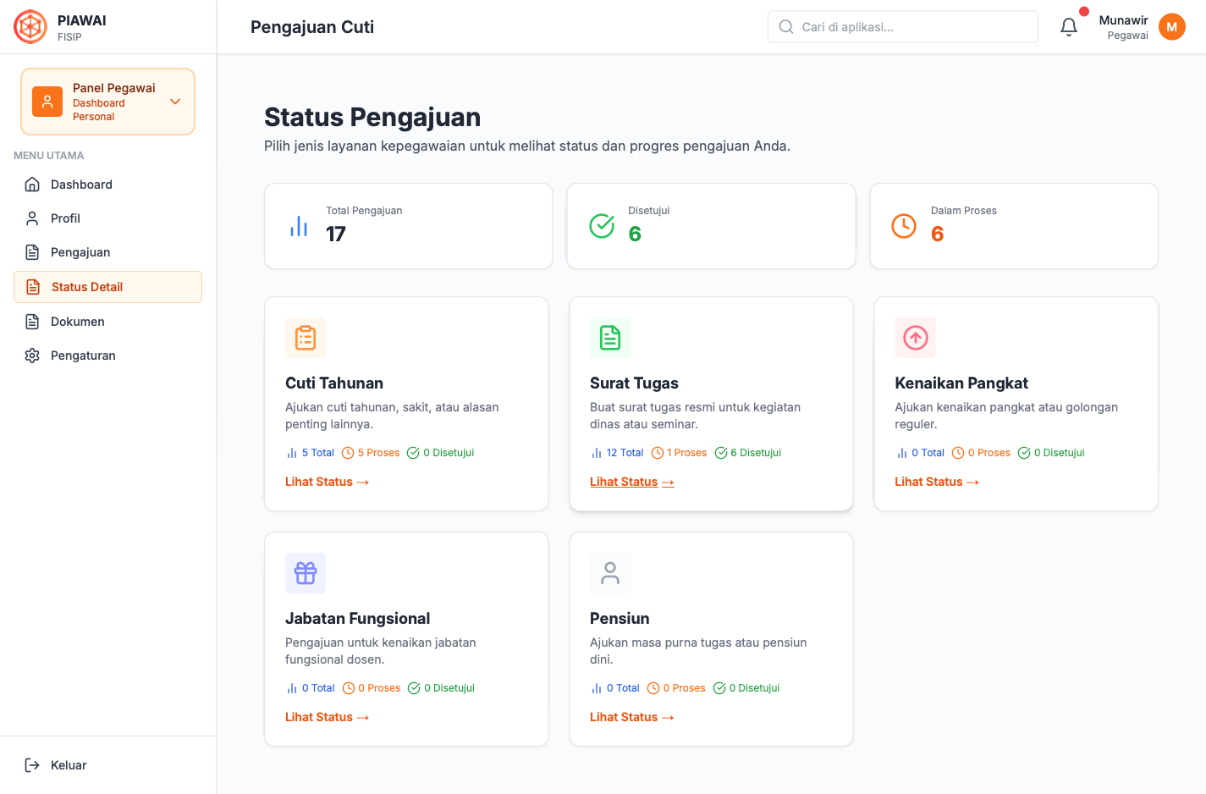 PIAWAI
FISIP
Pengajuan Cuti
Cari di aplikasi...
Munawir
Pegawai
M
Panel Pegawai
Dashboard
Personal
MENU UTAMA
Dashboard
Profil
Pengajuan
Status Detail
Dokumen
Pengaturan
Keluar
Status Pengajuan
Pilih jenis layanan kepegawaian untuk melihat status dan progres pengajuan Anda.
Total Pengajuan
17
Disetujui
6
Dalam Proses
6
Cuti Tahunan
Ajukan cuti tahunan, sakit, atau alasan
penting lainnya.
5 Total 5 Proses 0 Disetujui
Lihat Status →
Surat Tugas
Buat surat tugas resmi untuk kegiatan
dinas atau seminar.
12 Total 1 Proses 6 Disetujui
Lihat Status →
Kenaikan Pangkat
Ajukan kenaikan pangkat atau golongan
reguler.
0 Total 0 Proses 0 Disetujui
Lihat Status →
Jabatan Fungsional
Pengajuan untuk kenaikan jabatan
fungsional dosen.
0 Total 0 Proses 0 Disetujui
Lihat Status →
Pensiun
Ajukan masa purna tugas atau pensiun
dini.
0 Total 0 Proses 0 Disetujui
Lihat Status →